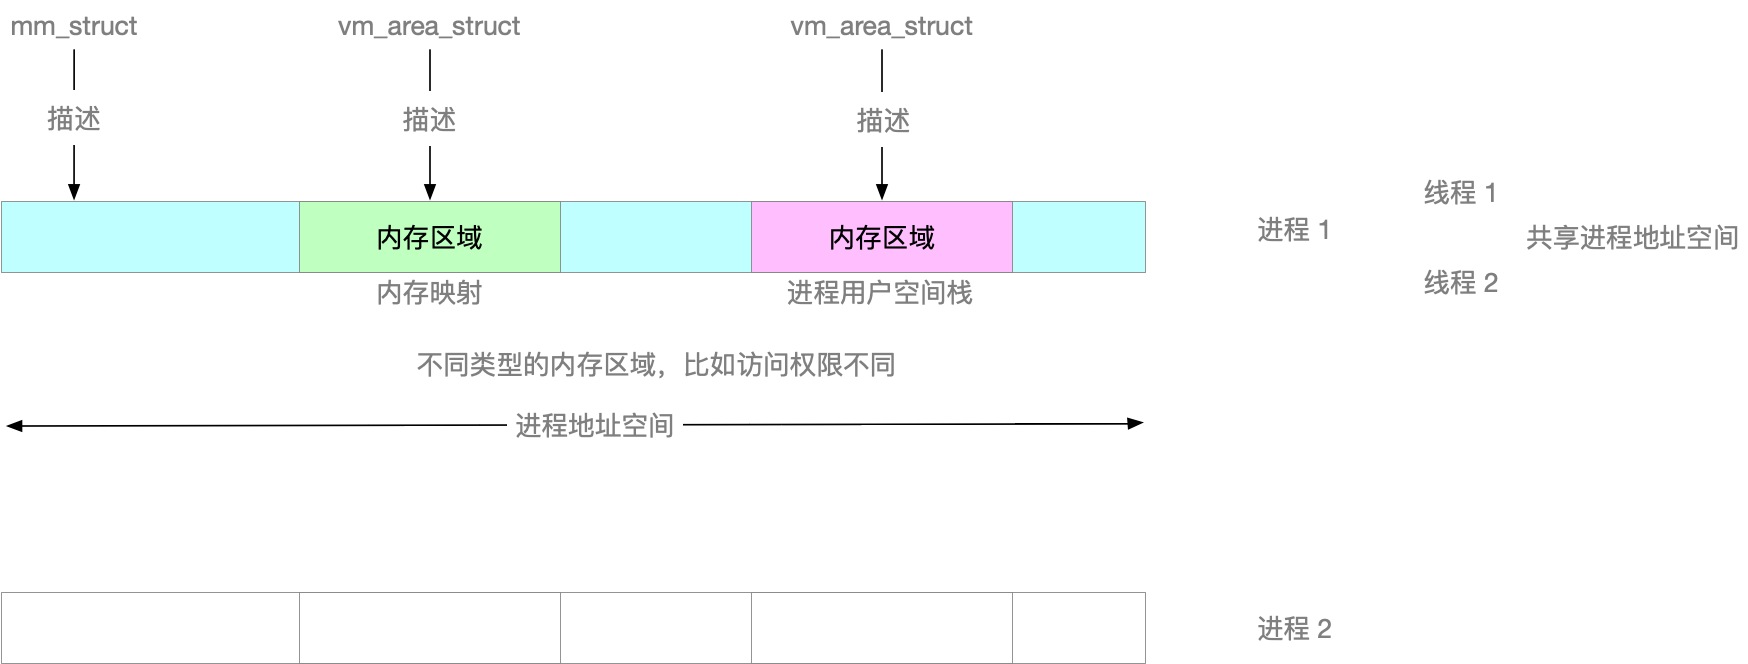 mm_struct
vm_area_struct
vm_area_struct
描述
描述
描述
内存区域
内存区域
内存映射
进程用户空间栈
不同类型的内存区域，比如访问权限不同
进程地址空间
进程 1
线程 1
共享进程地址空间
线程 2
进程 2